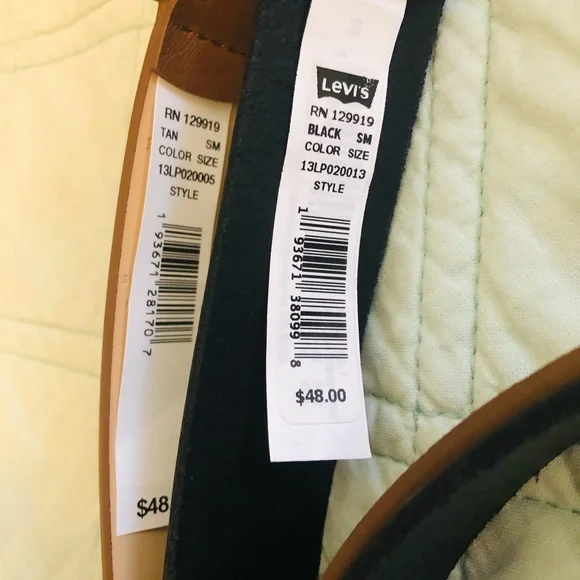 RN 129919
TAN SM
COLOR SIZE
13LP020005
STYLE
1 93671 28170 7
$48
Levi's
RN 129919
BLACK SM
COLOR SIZE
13LP020013
STYLE
1 93671 38099 8
$48.00